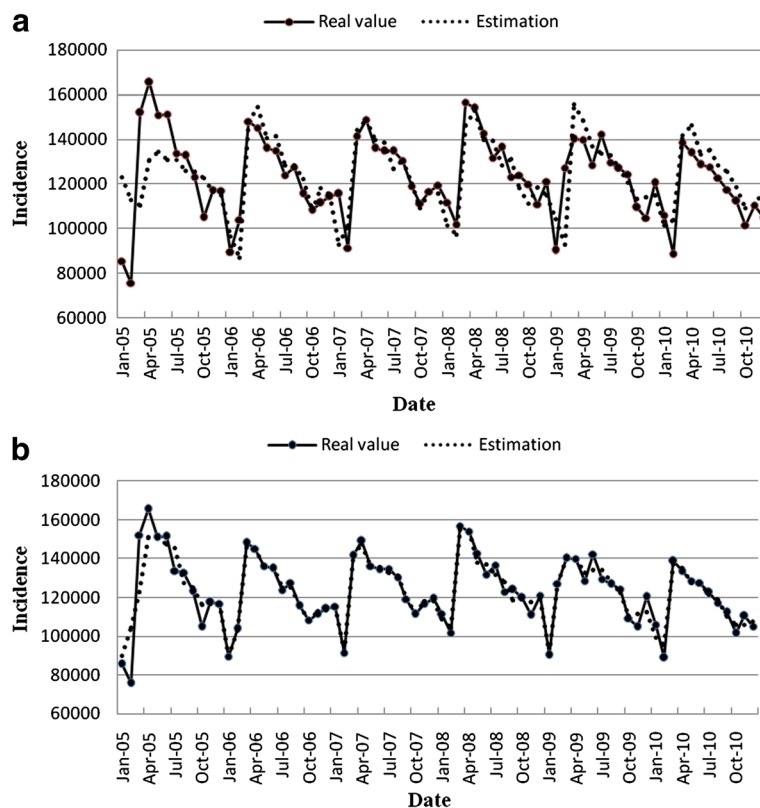 a
Real value
Estimation
180000
160000
140000
120000
100000
80000
60000
Incidence
Jan-05
Apr-05
Jul-05
Oct-05
Jan-06
Apr-06
Jul-06
Oct-06
Jan-07
Apr-07
Jul-07
Oct-07
Jan-08
Apr-08
Jul-08
Oct-08
Jan-09
Apr-09
Jul-09
Oct-09
Jan-10
Apr-10
Jul-10
Oct-10
Date
b
Real value
Estimation
180000
160000
140000
120000
100000
80000
60000
Incidence
Jan-05
Apr-05
Jul-05
Oct-05
Jan-06
Apr-06
Jul-06
Oct-06
Jan-07
Apr-07
Jul-07
Oct-07
Jan-08
Apr-08
Jul-08
Oct-08
Jan-09
Apr-09
Jul-09
Oct-09
Jan-10
Apr-10
Jul-10
Oct-10
Date